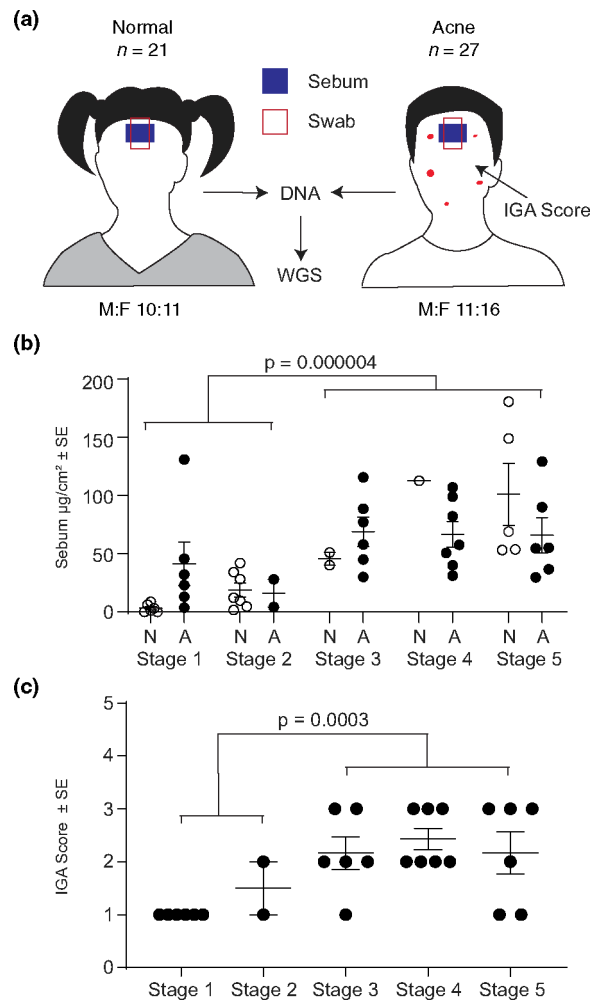 (a)
Normal
n = 21
Acne
n = 27
Sebum
Swab
DNA
IGA Score
WGS
M:F 10:11
M:F 11:16
(b)
p = 0.000004
Sebum µg/cm² ± SE
200
150
100
50
0
N A N A N A N A N A
Stage 1 Stage 2 Stage 3 Stage 4 Stage 5
(c)
p = 0.0003
IGA Score ± SE
5
4
3
2
1
0
Stage 1 Stage 2 Stage 3 Stage 4 Stage 5